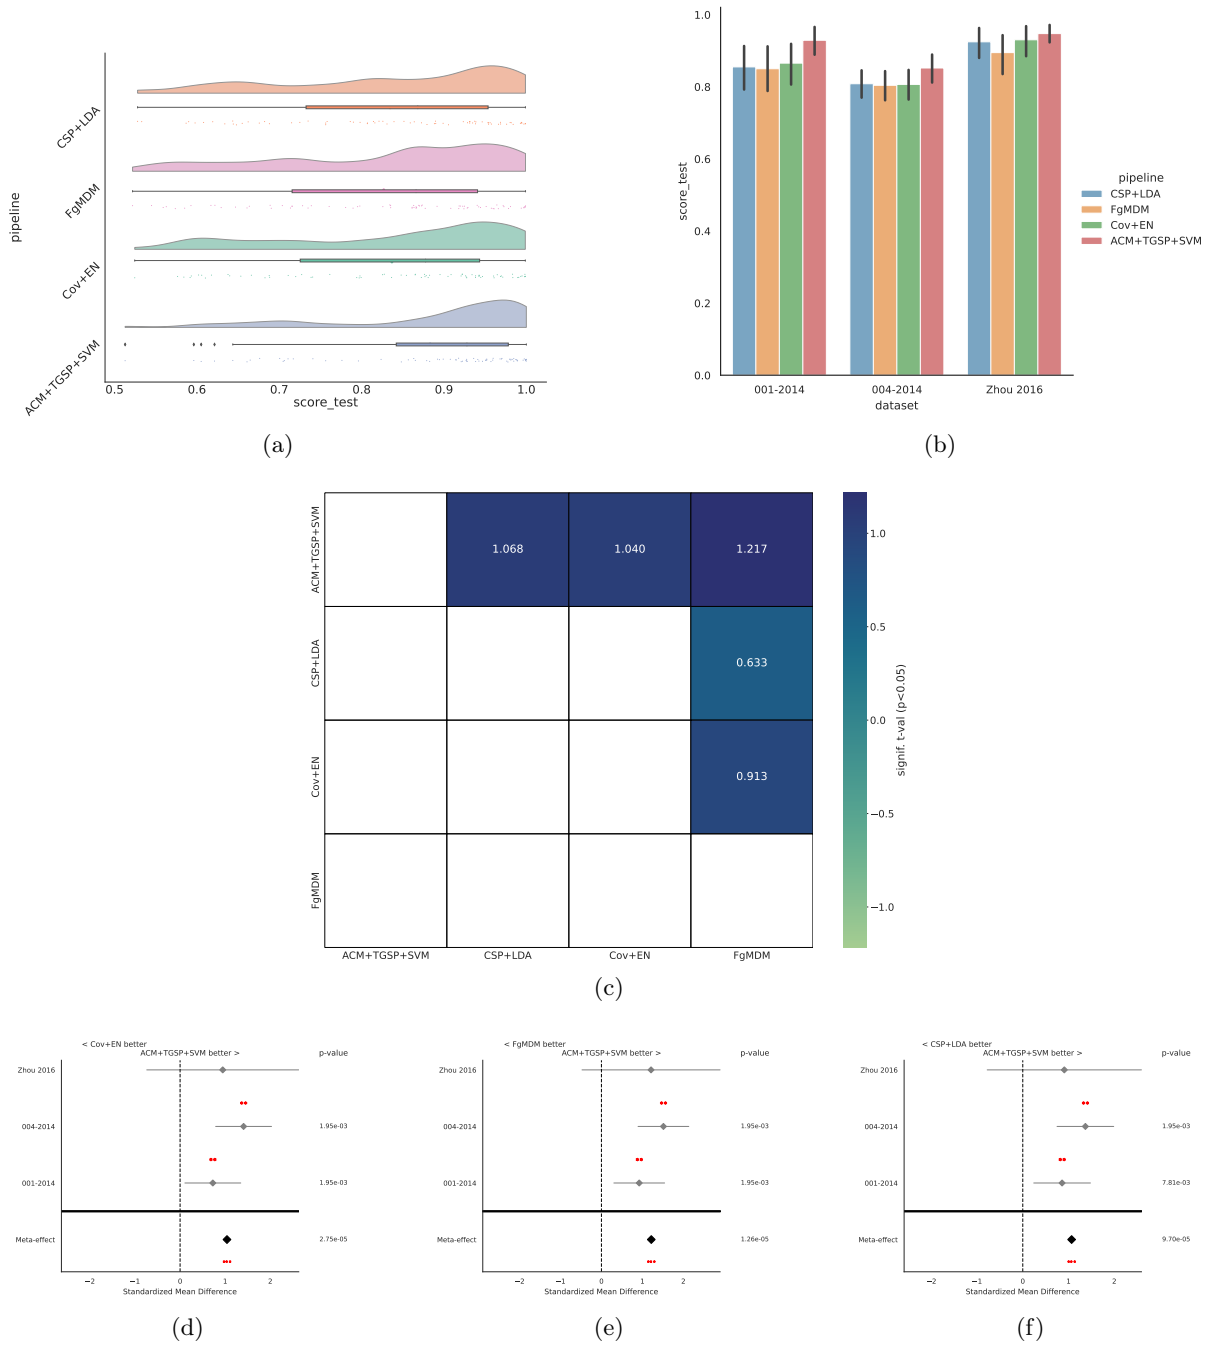 pipeline
CSP+LDA
FgMDM
Cov+EN
ACM+TGSP+SVM
0.5 0.6 0.7 0.8 0.9 1.0
score_test
(a)
score_test
1.0
0.8
0.6
0.4
0.2
0.0
001-2014 004-2014 Zhou 2016
dataset
pipeline
CSP+LDA
FgMDM
Cov+EN
ACM+TGSP+SVM
(b)
ACM+TGSP+SVM
CSP+LDA
Cov+EN
FgMDM
1.068 1.040 1.217
0.633
0.913
ACM+TGSP+SVM CSP+LDA Cov+EN FgMDM
1.0
0.5
0.0
−0.5
−1.0
signif. t-val (p<0.05)
(c)
< Cov+EN better
ACM+TGSP+SVM better > p-value
Zhou 2016
004-2014 1.95e-03
001-2014 1.95e-03
Meta-effect 2.75e-05
−2 −1 0 1 2
Standardized Mean Difference
(d)
< FgMDM better
ACM+TGSP+SVM better > p-value
Zhou 2016
004-2014 1.95e-03
001-2014 1.95e-03
Meta-effect 1.26e-05
−2 −1 0 1 2
Standardized Mean Difference
(e)
< CSP+LDA better
ACM+TGSP+SVM better > p-value
Zhou 2016
004-2014 1.95e-03
001-2014 7.81e-03
Meta-effect 9.70e-05
−2 −1 0 1 2
Standardized Mean Difference
(f)